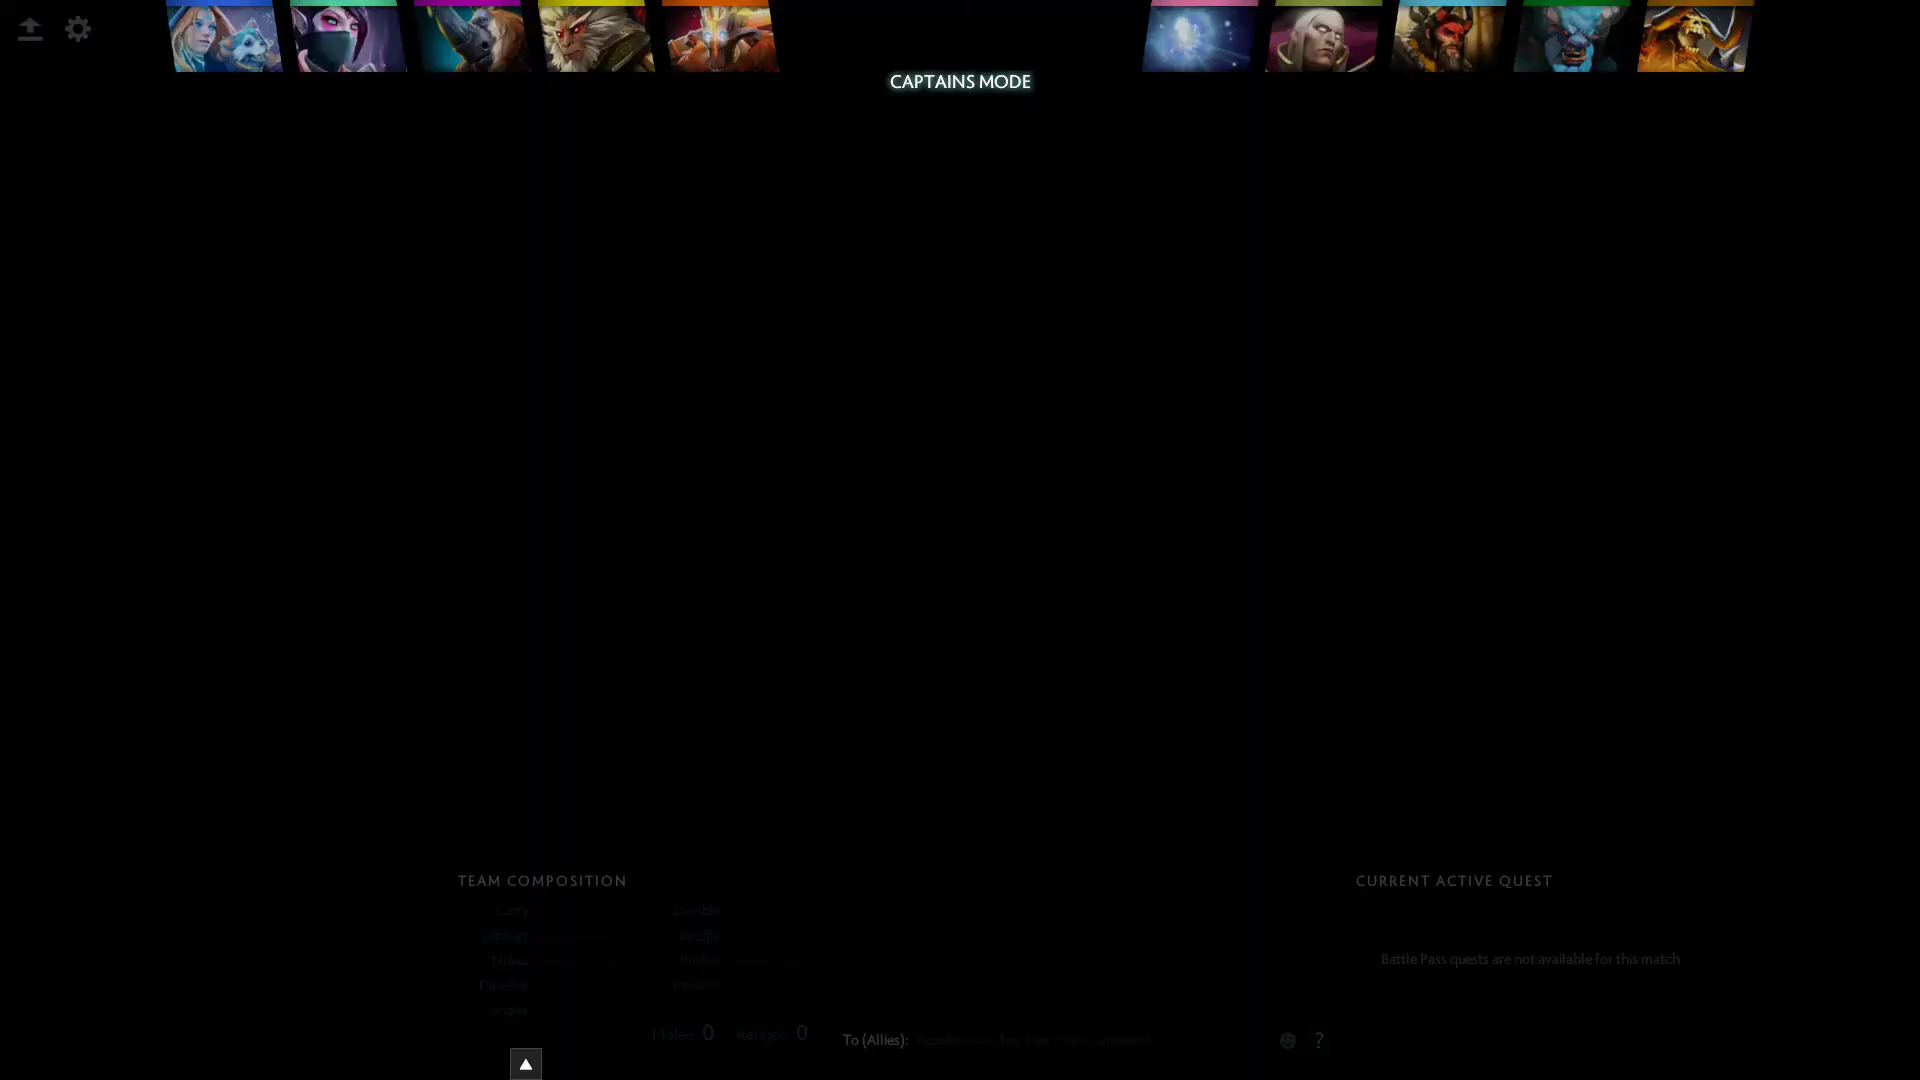 CAPTAINS MODE
TEAM COMPOSITION
Carry
Support
Nuker
Disabler
Jungler
Durable
Escape
Pusher
Initiator
Melee: 0 Ranged: 0
CURRENT ACTIVE QUEST
Battle Pass quests are not available for this match
To (Allies):
?